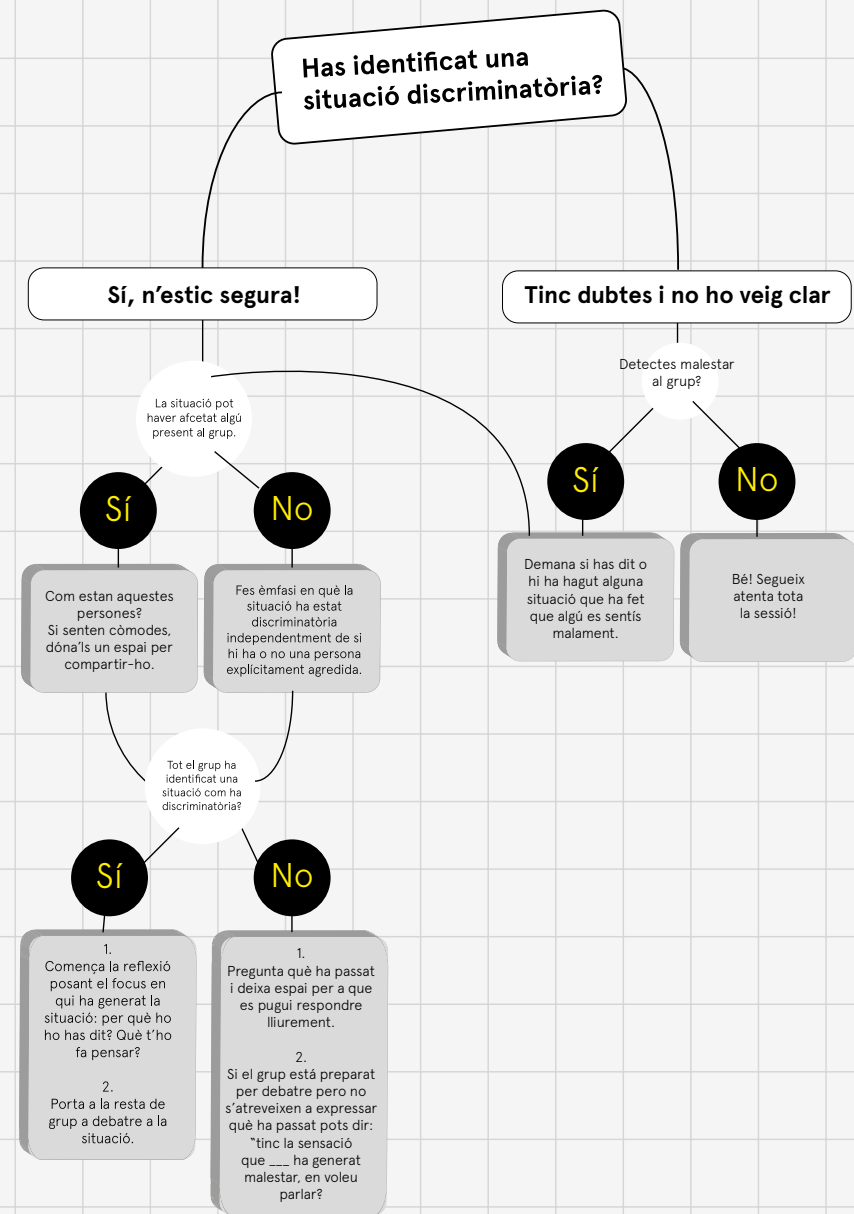 Has identificat una
situació discriminatòria?
Sí, n’estic segura!
Tinc dubtes i no ho veig clar
La situació pot
haver afcetat algú
present al grup.
Detectes malestar
al grup?
Sí
No
Sí
No
Com estan aquestes
persones?
Si senten còmodes,
dóna’ls un espai per
compartir-ho.
Fes èmfasi en què la
situació ha estat
discriminatòria
independentment de si
hi ha o no una persona
explícitament agredida.
Demana si has dit o
hi ha hagut alguna
situació que ha fet
que algú es sentís
malament.
Bé! Segueix
atenta tota
la sessió!
Tot el grup ha
identificat una
situació com ha
discriminatòria?
Sí
No
1.
Comença la reflexió
posant el focus en
qui ha generat la
situació: per què ho
ho has dit? Què t’ho
fa pensar?
2.
Porta a la resta de
grup a debatre a la
situació.
1.
Pregunta què ha passat
i deixa espai per a que
es pugui respondre
lliurement.
2.
Si el grup está preparat
per debatre pero no
s’atreveixen a expressar
què ha passat pots dir:
“tinc la sensació
que ___ ha generat
malestar, en voleu
parlar?